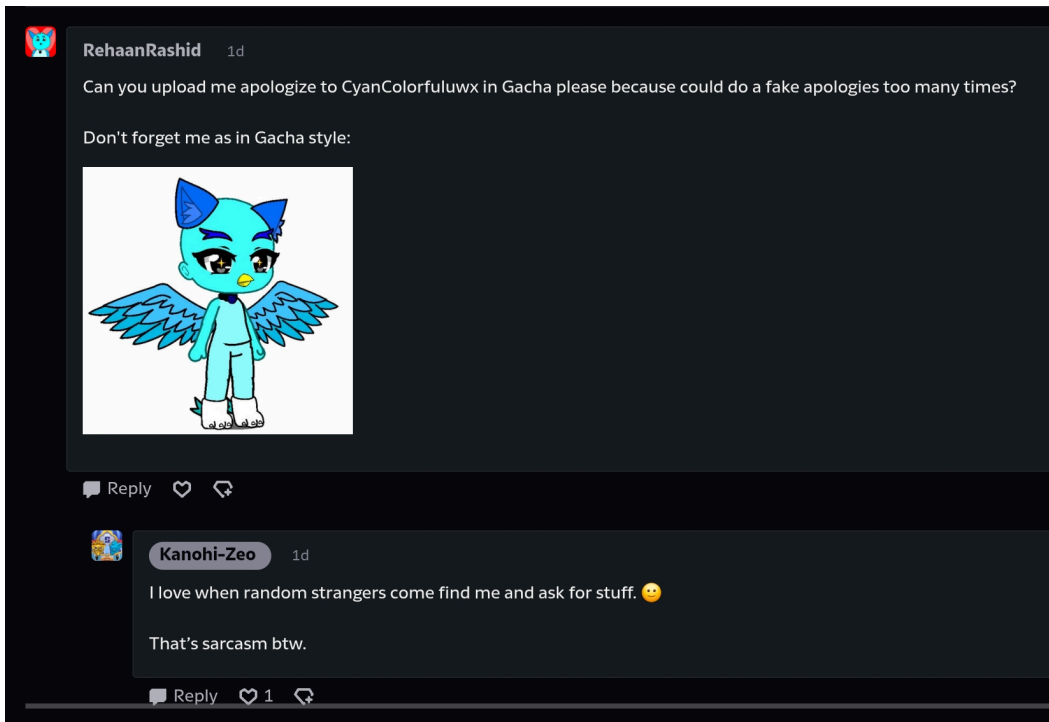 RehaanRashid 1d
Can you upload me apologize to CyanColorfuluwx in Gacha please because could do a fake apologies too many times?
Don't forget me as in Gacha style:
Reply
Kanohi-Zeo 1d
I love when random strangers come find me and ask for stuff. 🙂
That’s sarcasm btw.
Reply 1